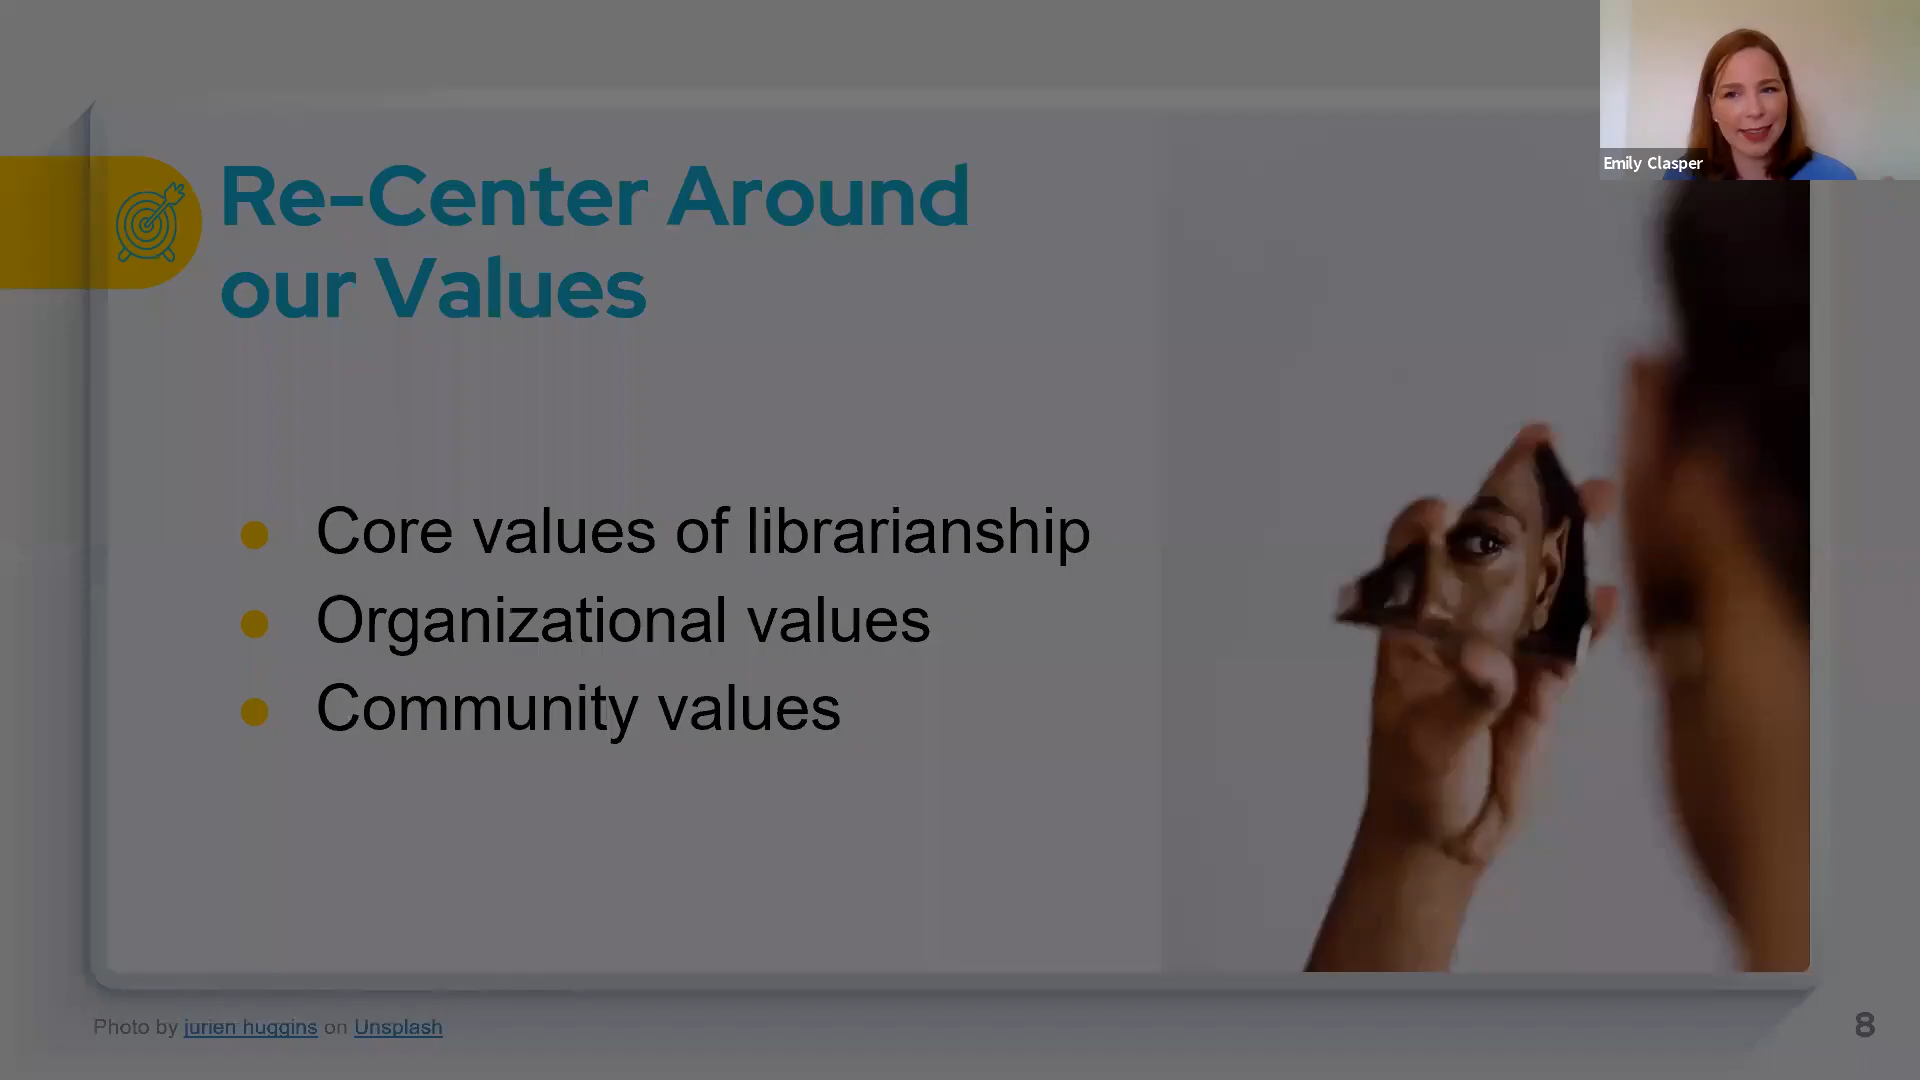 Emily Clasper
Re-Center Around
our Values
● Core values of librarianship
● Organizational values
● Community values
Photo by jurien huggins on Unsplash
8